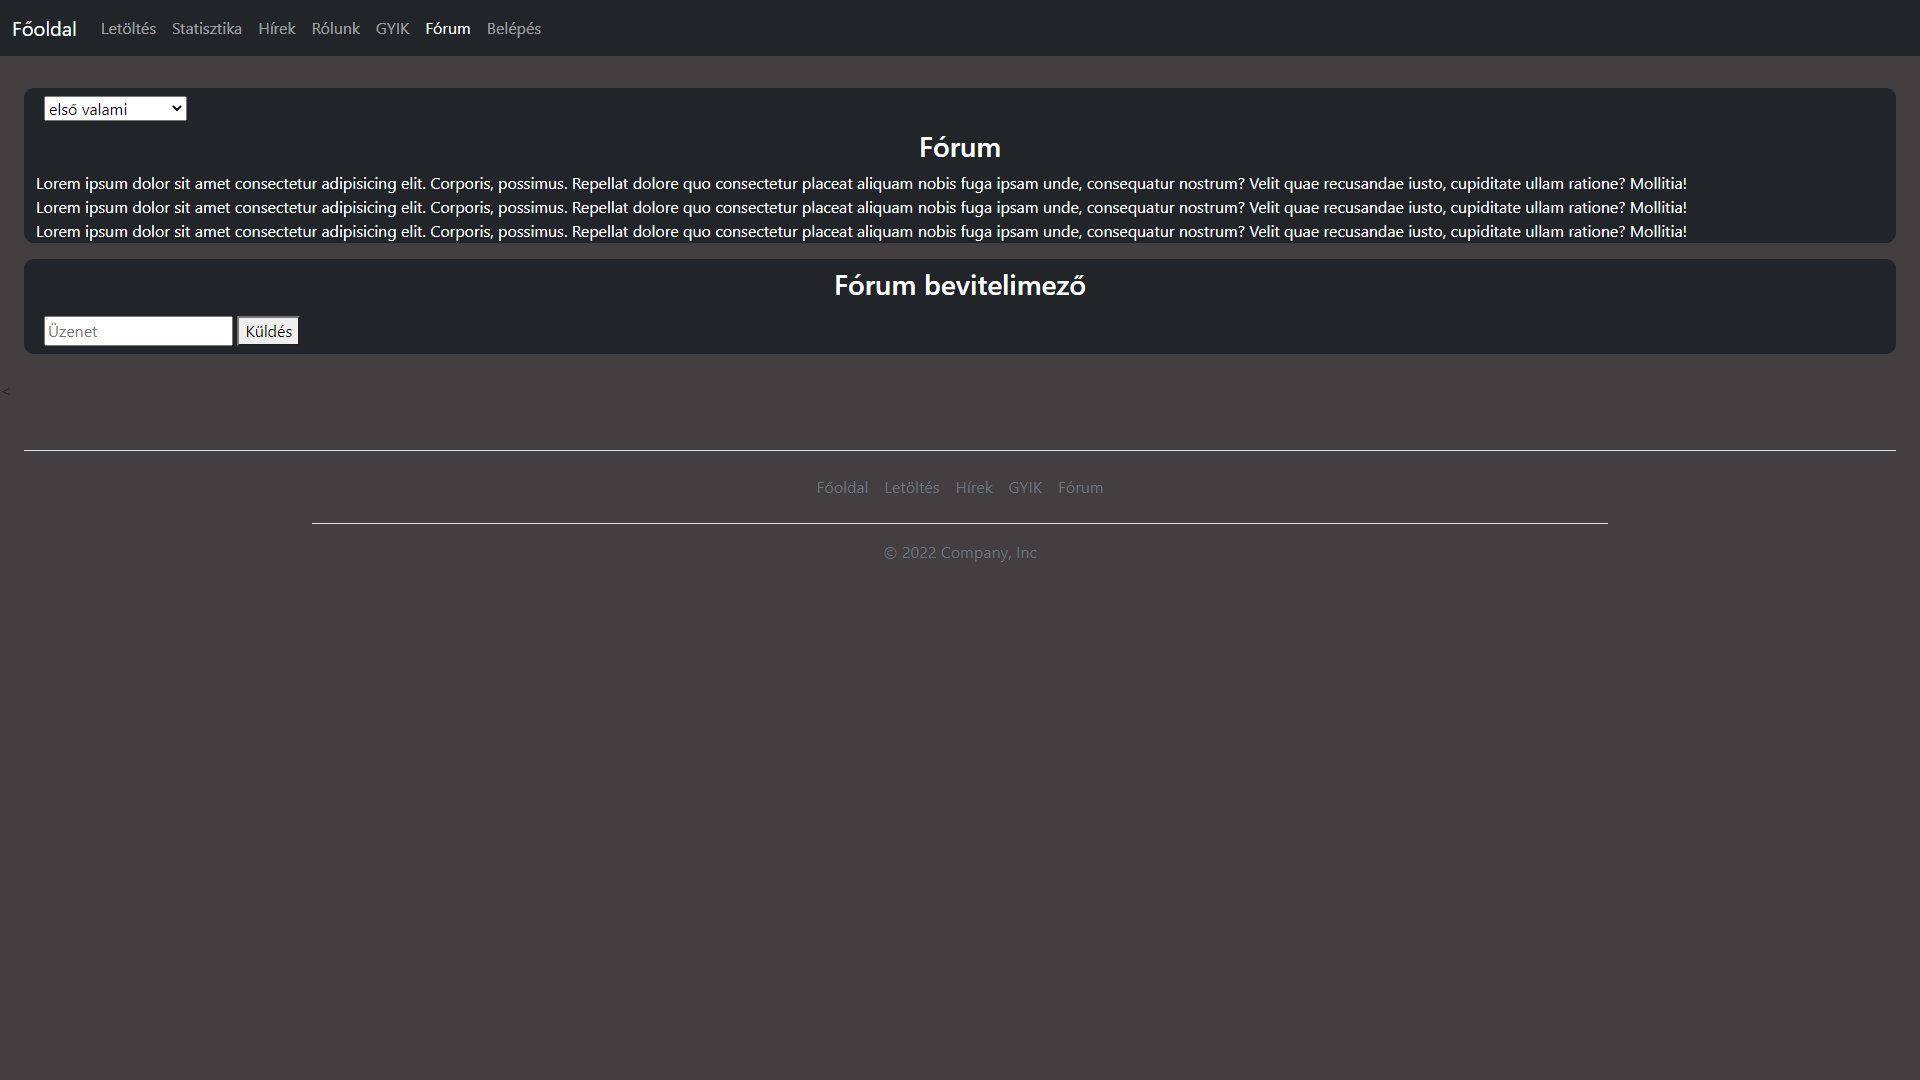 Főoldal Letöltés Statisztika Hírek Rólunk GYIK Fórum Belépés
első valami
Fórum
Lorem ipsum dolor sit amet consectetur adipisicing elit. Corporis, possimus. Repellat dolore quo consectetur placeat aliquam nobis fuga ipsam unde, consequatur nostrum? Velit quae recusandae iusto, cupiditate ullam ratione? Mollitia!
Lorem ipsum dolor sit amet consectetur adipisicing elit. Corporis, possimus. Repellat dolore quo consectetur placeat aliquam nobis fuga ipsam unde, consequatur nostrum? Velit quae recusandae iusto, cupiditate ullam ratione? Mollitia!
Lorem ipsum dolor sit amet consectetur adipisicing elit. Corporis, possimus. Repellat dolore quo consectetur placeat aliquam nobis fuga ipsam unde, consequatur nostrum? Velit quae recusandae iusto, cupiditate ullam ratione? Mollitia!
Fórum bevitelimező
Üzenet Küldés
<
Főoldal Letöltés Hírek GYIK Fórum
© 2022 Company, Inc